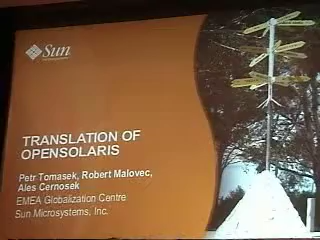 Sun
TRANSLATION OF
OPENSOLARIS
Petr Tomasek, Robert Malovec,
Ales Cernosek
EMEA Globalization Centre
Sun Microsystems, Inc.